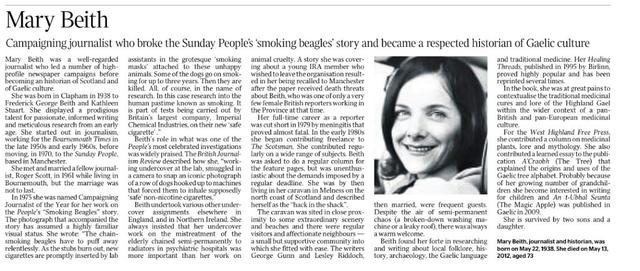 Mary Beith
Campaigning journalist who broke the Sunday People's 'smoking beagles' story and became a respected historian of Gaelic culture
Mary Beith was a well-regarded
journalist who led a number of high-
profile newspaper campaigns before
becoming an historian of Scotland and
of Gaelic culture.
She was born in Clapham in 1938 to
Frederick George Beith and Kathleen
Stuart. She displayed a prodigious
talent for passionate, informed writing
and meticulous research from an early
age. She started out in journalism,
working for the Bournemouth Times in
the late 1950s and early 1960s, before
moving, in 1970, to the Sunday People,
based in Manchester.
She met and married a fellow journal-
ist, Roger Scott, in 1961 while living in
Bournemouth, but the marriage was
not to last.
In 1975 she was named Campaigning
Journalist of the Year for her work on
the People's "Smoking Beagles" story.
The photograph that accompanied the
story has assumed a highly familiar
visual status. She wrote: "The chain-
smoking beagles have to puff away
relentlessly. As the stubs burn out, new
cigarettes are promptly inserted by lab
assistants in the grotesque 'smoking
masks' attached to these unhappy
animals. Some of the dogs go on smok-
ing for up to three years. Then they are
killed. All, of course, in the name of
research. In this case research into the
human pastime known as smoking. It
is part of tests being carried out by
Britain's largest company, Imperial
Chemical Industries, on their new 'safe
cigarette'."
Beith's role in what was one of the
People's most celebrated investigations
was widely praised. The British Journal-
ism Review described how she, "work-
ing undercover at the lab, smuggled in
a camera to snap an iconic photograph
of a row of dogs hooked up to machines
that forced them to inhale supposedly
'safe' non-nicotine cigarettes."
Beith undertook various other under-
cover assignments elsewhere in
England, and in Northern Ireland. She
always insisted that her undercover
work on the mistreatment of the
elderly chained semi-permanently to
radiators in psychiatric hospitals was
more important than her work on
animal cruelty. A story she was cover-
ing about a young IRA member who
wished to leave the organisation result-
ed in her being recalled to Manchester
after the paper received death threats
about Beith, who was one of only a very
few female British reporters working in
the Province at that time.
Her full-time career as a reporter
was cut short in 1979 by meningitis that
proved almost fatal. In the early 1980s
she began contributing freelance to
The Scotsman. She contributed regu-
larly on a wide range of subjects. Beith
was asked to do a regular column for
the feature pages, but was unenthusi-
astic about the demands imposed by a
regular deadline. She was by then
living in her caravan in Melness on the
north coast of Scotland and described
herself as the "hack in the shack".
The caravan was sited in close prox-
imity to some extraordinary scenery
and beaches and there were regular
visitors and affectionate neighbours —
a small but supportive community into
which she fitted with ease. The writers
George Gunn and Lesley Riddoch,
then married, were frequent guests.
Despite the air of semi-permanent
chaos (a broken-down washing ma-
chine or a leaky roof), there was always
a warm welcome.
Beith found her forte in researching
and writing about local folklore, his-
tory, archaeology, the Gaelic language
and traditional medicine. Her Healing
Threads, published in 1995 by Birlinn,
proved highly popular and has been
reprinted several times.
In the book, she was at great pains to
contextualise the traditional medicinal
cures and lore of the Highland Gael
within the wider context of a pan-
British and pan-European medicinal
culture.
For the West Highland Free Press,
she contributed a column on medicinal
plants, lore and mythology. She also
contributed a learned essay to the publi-
cation A'Craobh (The Tree) that
explained the origins and uses of the
Gaelic tree alphabet. Probably because
of her growing number of grandchil-
dren she become interested in writing
for children and An t-Ubhal Seunta
(The Magic Apple) was published in
Gaelic in 2009.
She is survived by two sons and a
daughter.
Mary Beith, journalist and historian, was
born on May 22, 1938. She died on May 13,
2012, aged 73